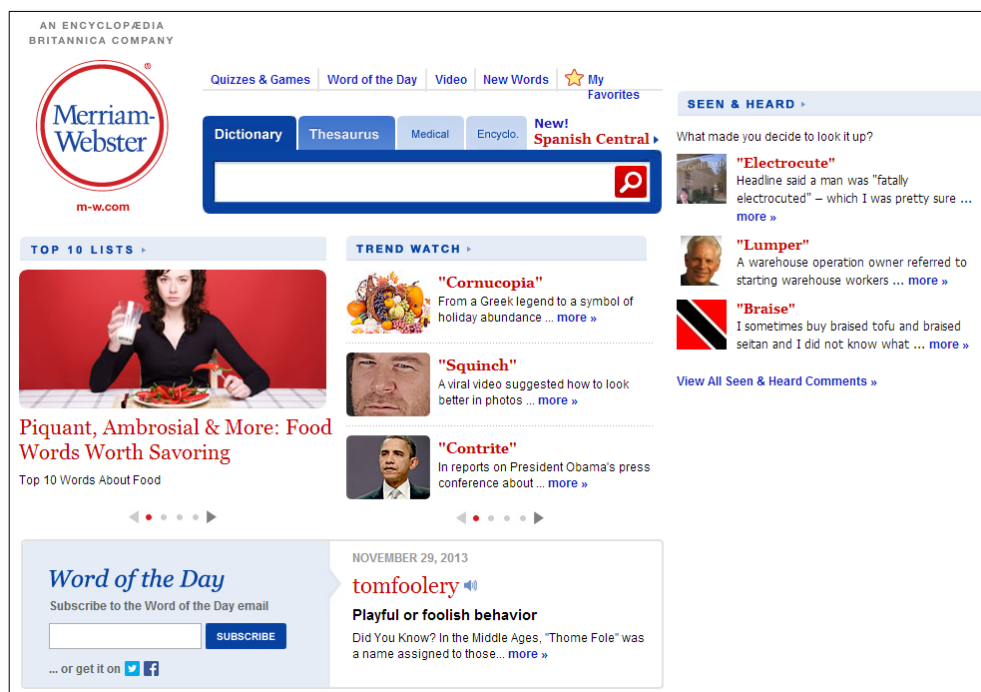 AN ENCYCLOPÆDIA
BRITANNICA COMPANY
®
Merriam-
Webster
m-w.com
Quizzes & Games
Word of the Day
Video
New Words
My
Favorites
Dictionary
Thesaurus
Medical
Encyclo.
New!
Spanish Central
TOP 10 LISTS
Piquant, Ambrosial & More: Food
Words Worth Savoring
Top 10 Words About Food
TREND WATCH
"Cornucopia"
From a Greek legend to a symbol of
holiday abundance ... more »
"Squinch"
A viral video suggested how to look
better in photos ... more »
"Contrite"
In reports on President Obama's press
conference about ... more »
SEEN & HEARD
What made you decide to look it up?
"Electrocute"
Headline said a man was "fatally
electrocuted" – which I was pretty sure ...
more »
"Lumper"
A warehouse operation owner referred to
starting warehouse workers ... more »
"Braise"
I sometimes buy braised tofu and braised
seitan and I did not know what ... more »
View All Seen & Heard Comments »
Word of the Day
Subscribe to the Word of the Day email
SUBSCRIBE
... or get it on
NOVEMBER 29, 2013
tomfoolery
Playful or foolish behavior
Did You Know? In the Middle Ages, "Thome Fole" was
a name assigned to those... more »